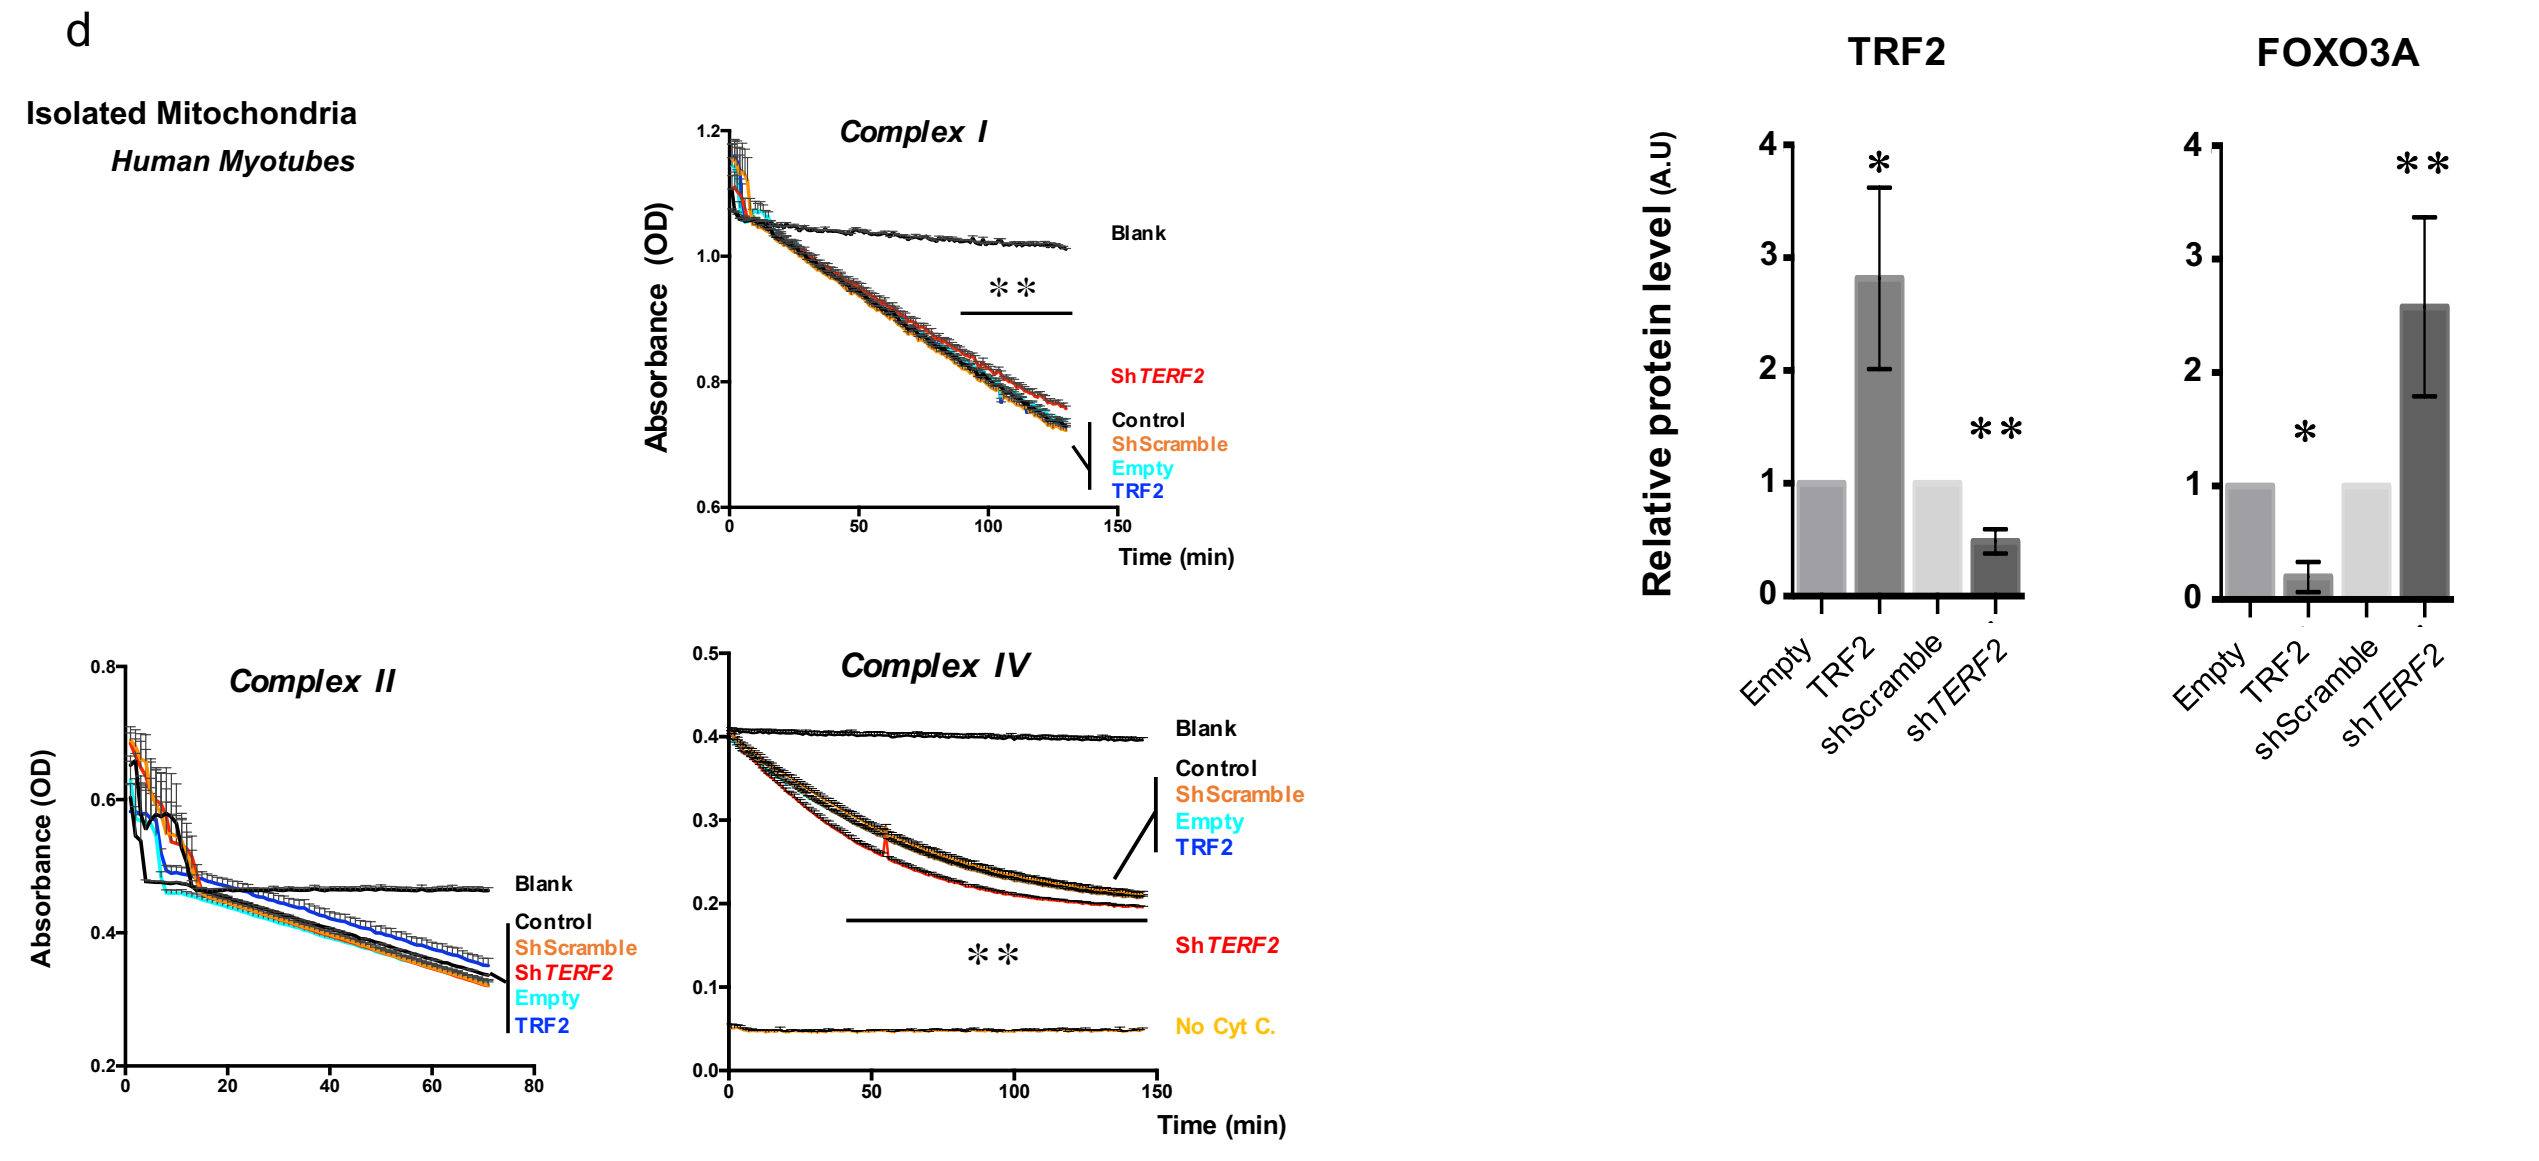 d
Isolated Mitochondria
Human Myotubes
Complex I
Absorbance (OD)
1.2
1.0
0.8
0.6
0
50
100
150
Time (min)
Blank
**
ShTERF2
Control
ShScramble
Empty
TRF2
Complex II
Absorbance (OD)
0.8
0.6
0.4
0.2
0
20
40
60
80
Blank
Control
ShScramble
ShTERF2
Empty
TRF2
Complex IV
0.5
0.4
0.3
0.2
0.1
0.0
0
50
100
150
Time (min)
Blank
Control
ShScramble
Empty
TRF2
**
ShTERF2
No Cyt C.
TRF2
Relative protein level (A.U)
4
3
2
1
0
*
**
Empty
TRF2
shScramble
shTERF2
FOXO3A
4
3
2
1
0
*
**
Empty
TRF2
shScramble
shTERF2